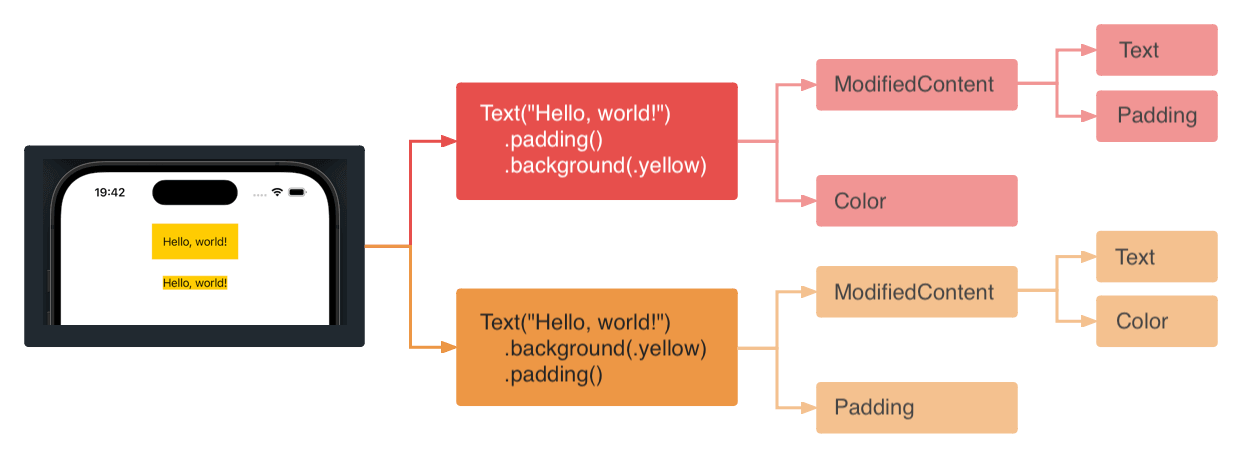 19:42
Hello, world!
Hello, world!
Text("Hello, world!")
.padding()
.background(.yellow)
ModifiedContent
Text
Padding
Color
Text("Hello, world!")
.background(.yellow)
.padding()
ModifiedContent
Text
Color
Padding